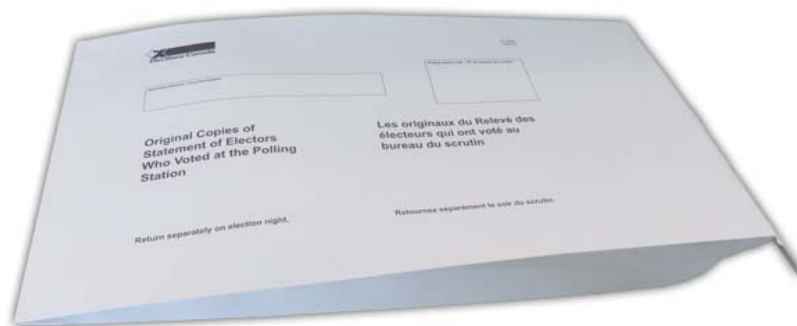 Elections Canada
Original Copies of
Statement of Electors
Who Voted at the Polling
Station
Return separately on election night.
Les originaux du Relevé des
électeurs qui ont voté au
bureau du scrutin
Retournez séparément le soir du scrutin.